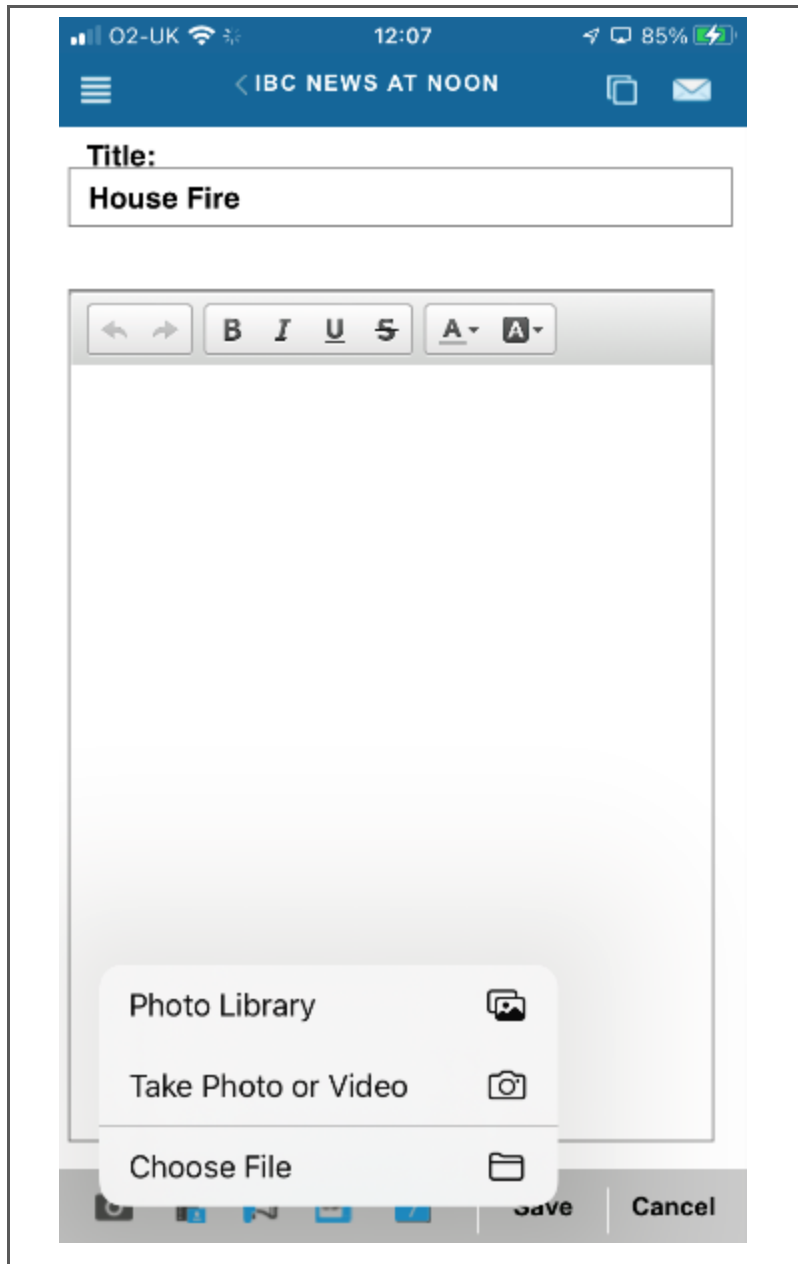 O2-UK 12:07 85%
< IBC NEWS AT NOON
Title:
House Fire
B I U S A A
Photo Library
Take Photo or Video
Choose File
Save Cancel